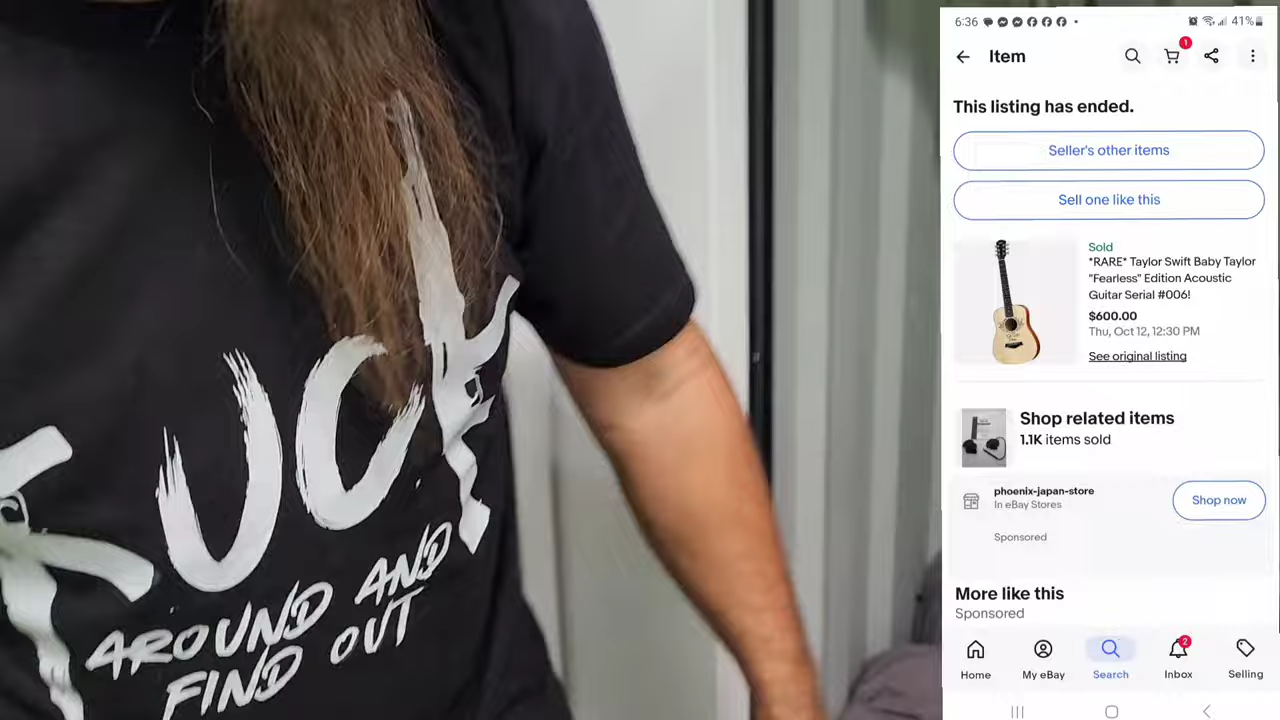 FUCK
AROUND AND
FIND OUT
6:36
41%
Item
1
This listing has ended.
Seller's other items
Sell one like this
Sold
*RARE* Taylor Swift Baby Taylor
"Fearless" Edition Acoustic
Guitar Serial #006!
$600.00
Thu, Oct 12, 12:30 PM
See original listing
Shop related items
1.1K items sold
phoenix-japan-store
In eBay Stores
Shop now
Sponsored
More like this
Sponsored
2
Home
My eBay
Search
Inbox
Selling